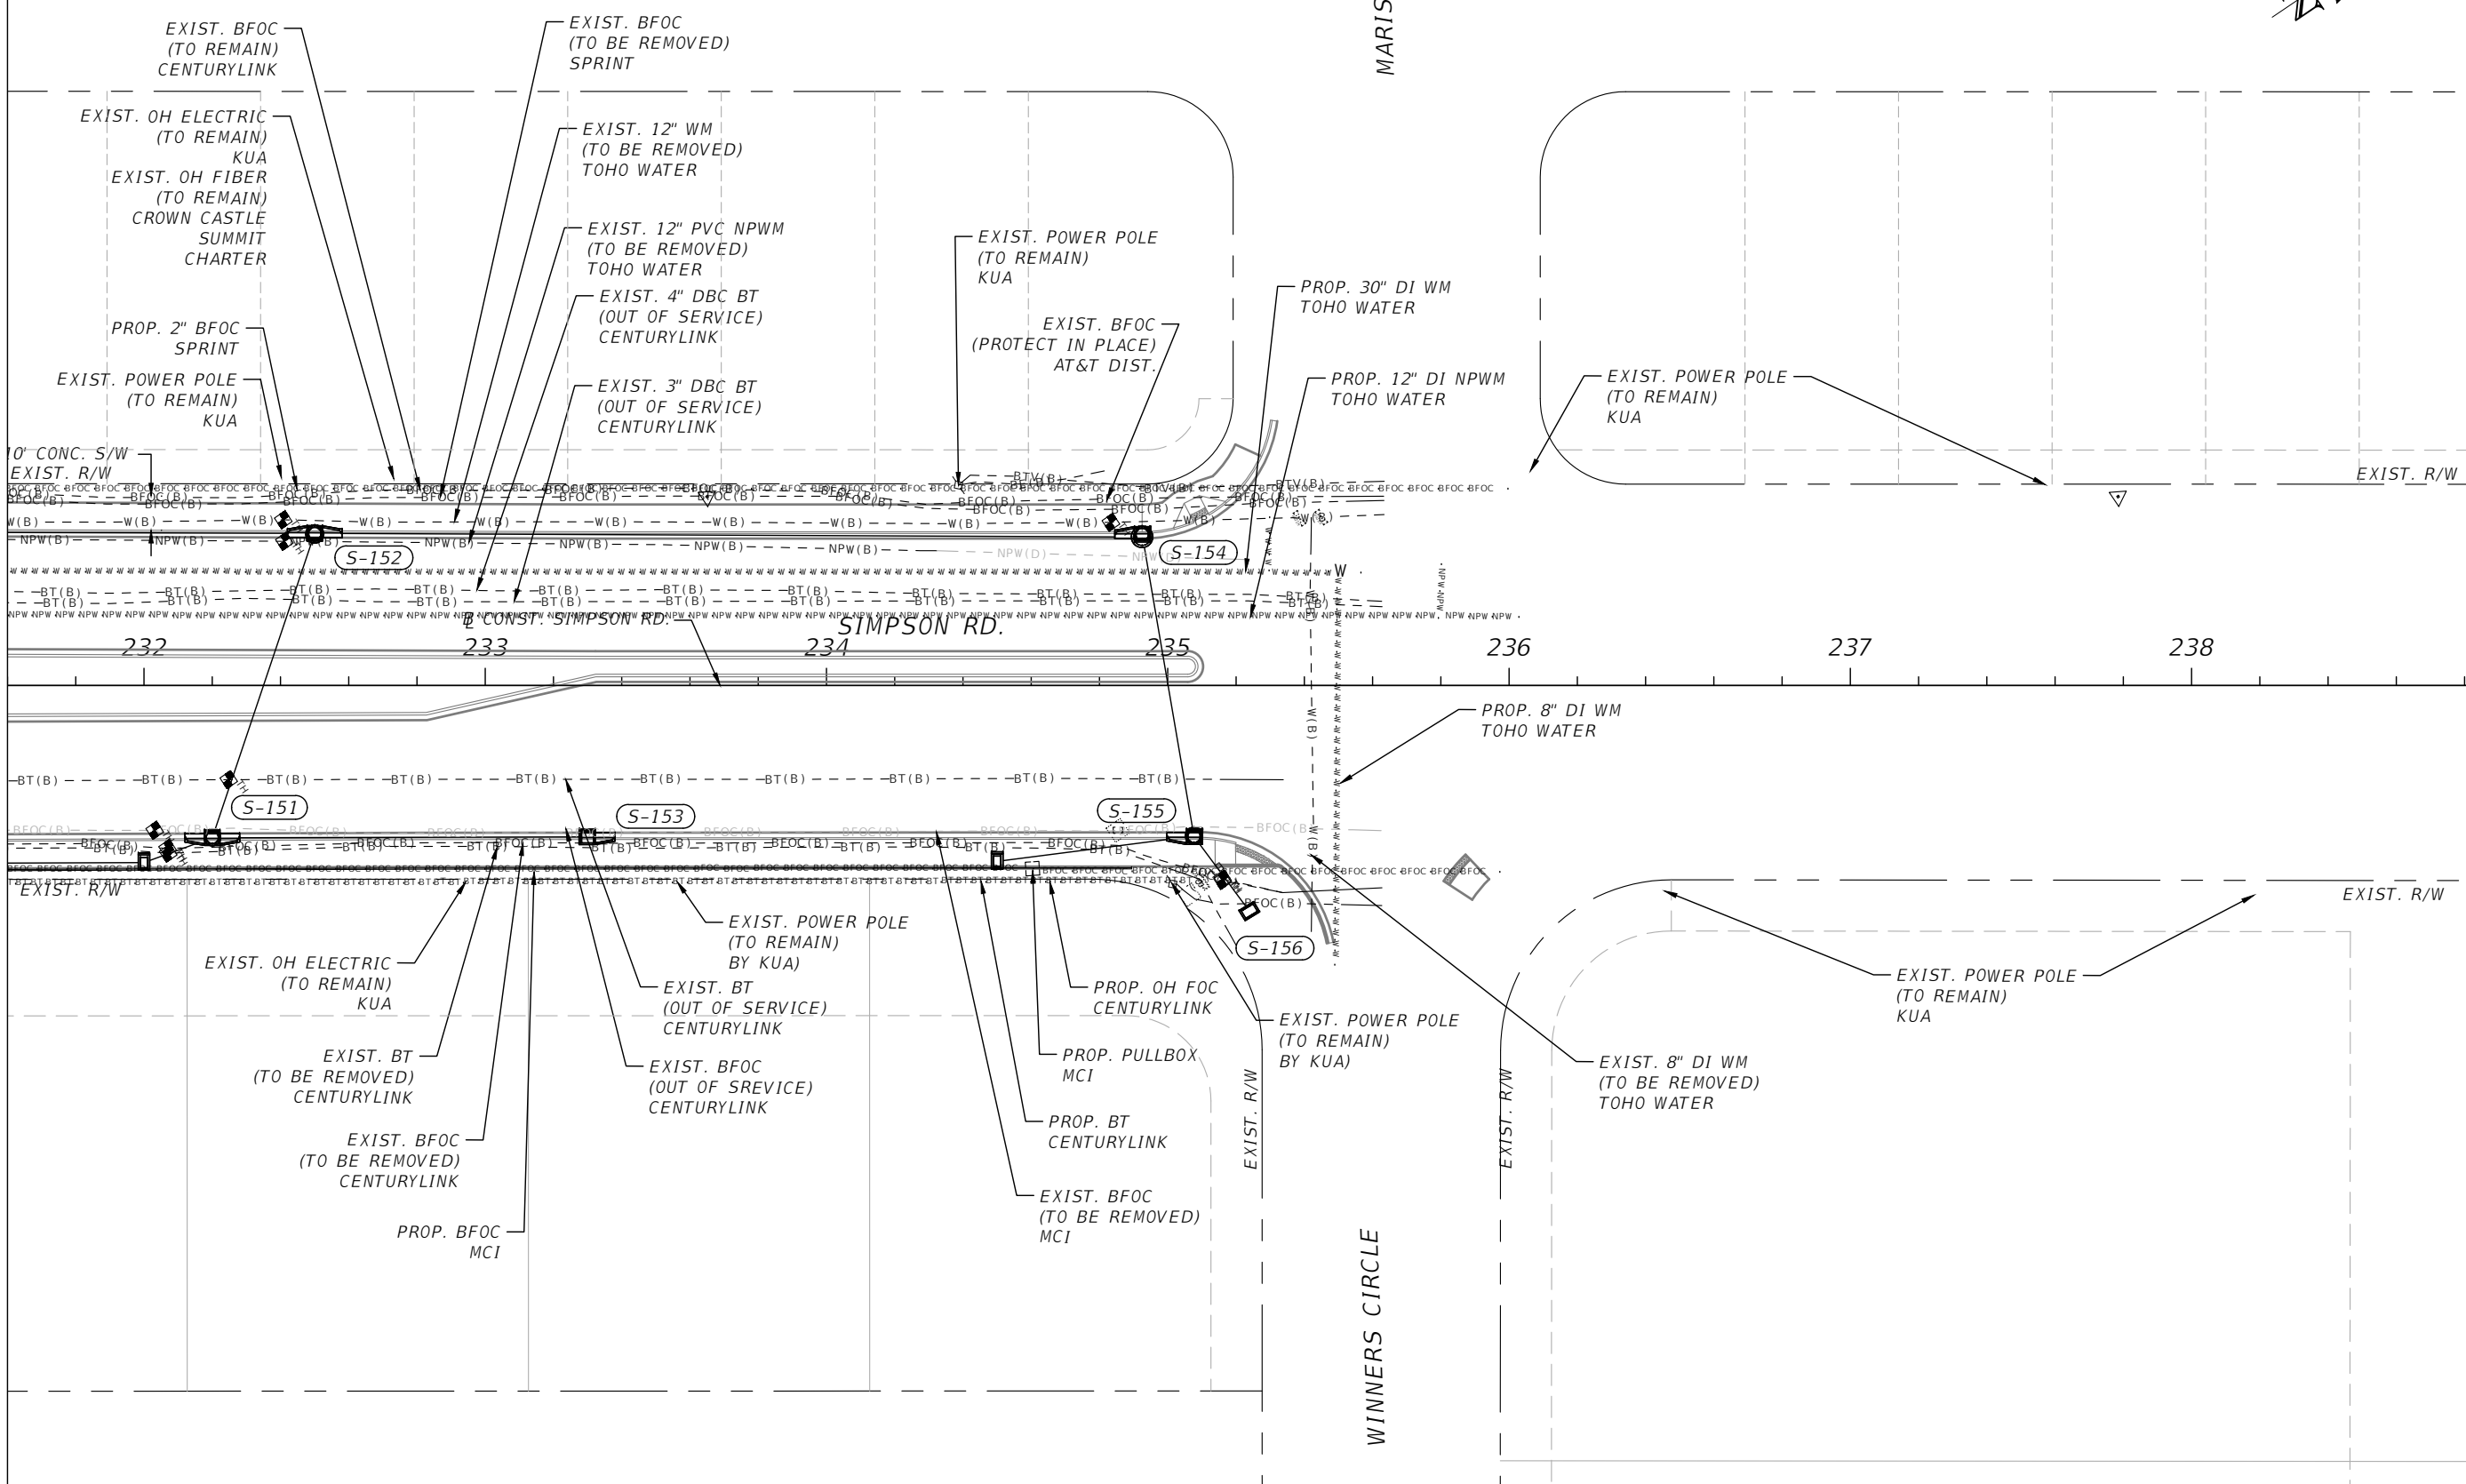 MARIS
EXIST. BFOC
(TO REMAIN)
CENTURYLINK
EXIST. BFOC
(TO BE REMOVED)
SPRINT
EXIST. OH ELECTRIC
(TO REMAIN)
KUA
EXIST. OH FIBER
(TO REMAIN)
CROWN CASTLE
SUMMIT
CHARTER
EXIST. 12" WM
(TO BE REMOVED)
TOHO WATER
EXIST. 12" PVC NPWM
(TO BE REMOVED)
TOHO WATER
EXIST. 4" DBC BT
(OUT OF SERVICE)
CENTURYLINK
EXIST. 3" DBC BT
(OUT OF SERVICE)
CENTURYLINK
PROP. 2" BFOC
SPRINT
EXIST. POWER POLE
(TO REMAIN)
KUA
10' CONC. S/W
EXIST. R/W
EXIST. POWER POLE
(TO REMAIN)
KUA
EXIST. BFOC
(PROTECT IN PLACE)
AT&T DIST.
PROP. 30" DI WM
TOHO WATER
PROP. 12" DI NPWM
TOHO WATER
EXIST. POWER POLE
(TO REMAIN)
KUA
EXIST. R/W
S-152
S-154
℄ CONST. SIMPSON RD.
SIMPSON RD.
232 233 234 235 236 237 238
PROP. 8" DI WM
TOHO WATER
S-151
S-153
S-155
S-156
EXIST. R/W
EXIST. R/W
EXIST. OH ELECTRIC
(TO REMAIN)
KUA
EXIST. BT
(TO BE REMOVED)
CENTURYLINK
EXIST. BFOC
(TO BE REMOVED)
CENTURYLINK
PROP. BFOC
MCI
EXIST. POWER POLE
(TO REMAIN)
BY KUA)
EXIST. BT
(OUT OF SERVICE)
CENTURYLINK
EXIST. BFOC
(OUT OF SREVICE)
CENTURYLINK
PROP. OH FOC
CENTURYLINK
PROP. PULLBOX
MCI
PROP. BT
CENTURYLINK
EXIST. BFOC
(TO BE REMOVED)
MCI
EXIST. POWER POLE
(TO REMAIN)
BY KUA)
EXIST. 8" DI WM
(TO BE REMOVED)
TOHO WATER
EXIST. POWER POLE
(TO REMAIN)
KUA
EXIST. R/W
EXIST. R/W
WINNERS CIRCLE